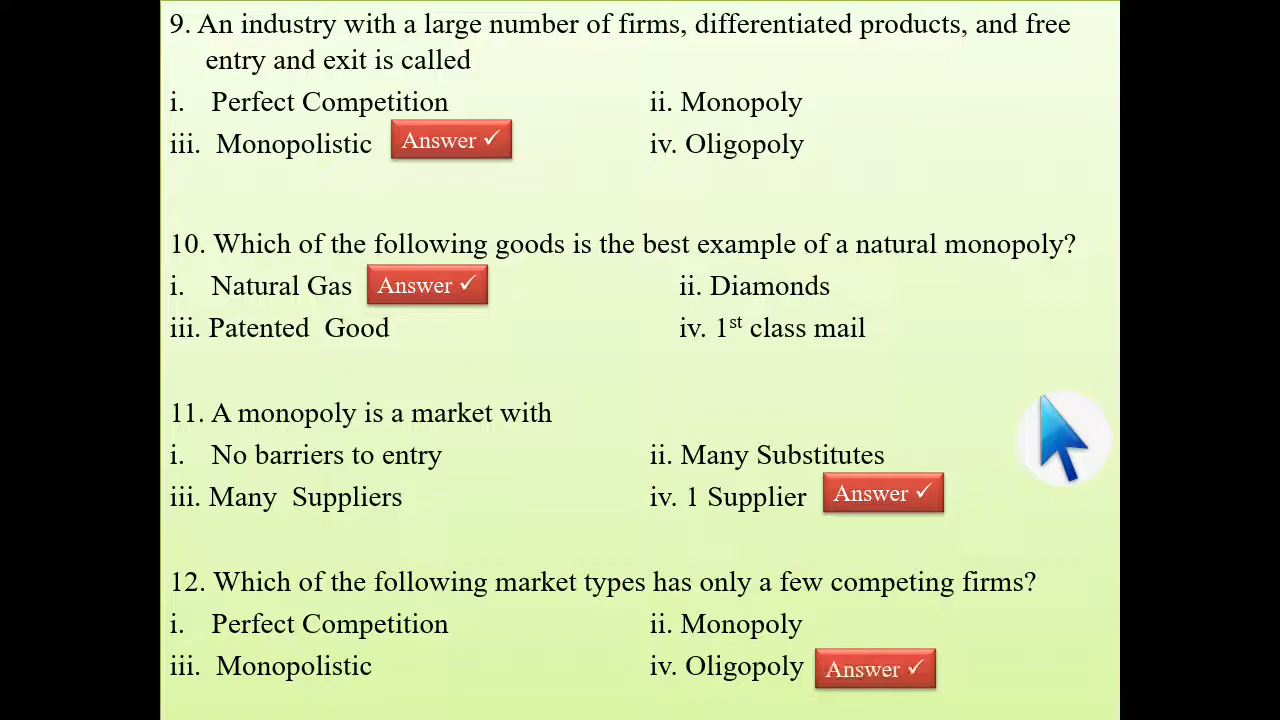 9. An industry with a large number of firms, differentiated products, and free
entry and exit is called
i. Perfect Competition ii. Monopoly
iii. Monopolistic Answer ✓ iv. Oligopoly
10. Which of the following goods is the best example of a natural monopoly?
i. Natural Gas Answer ✓ ii. Diamonds
iii. Patented Good iv. 1st class mail
11. A monopoly is a market with
i. No barriers to entry ii. Many Substitutes
iii. Many Suppliers iv. 1 Supplier Answer ✓
12. Which of the following market types has only a few competing firms?
i. Perfect Competition ii. Monopoly
iii. Monopolistic iv. Oligopoly Answer ✓